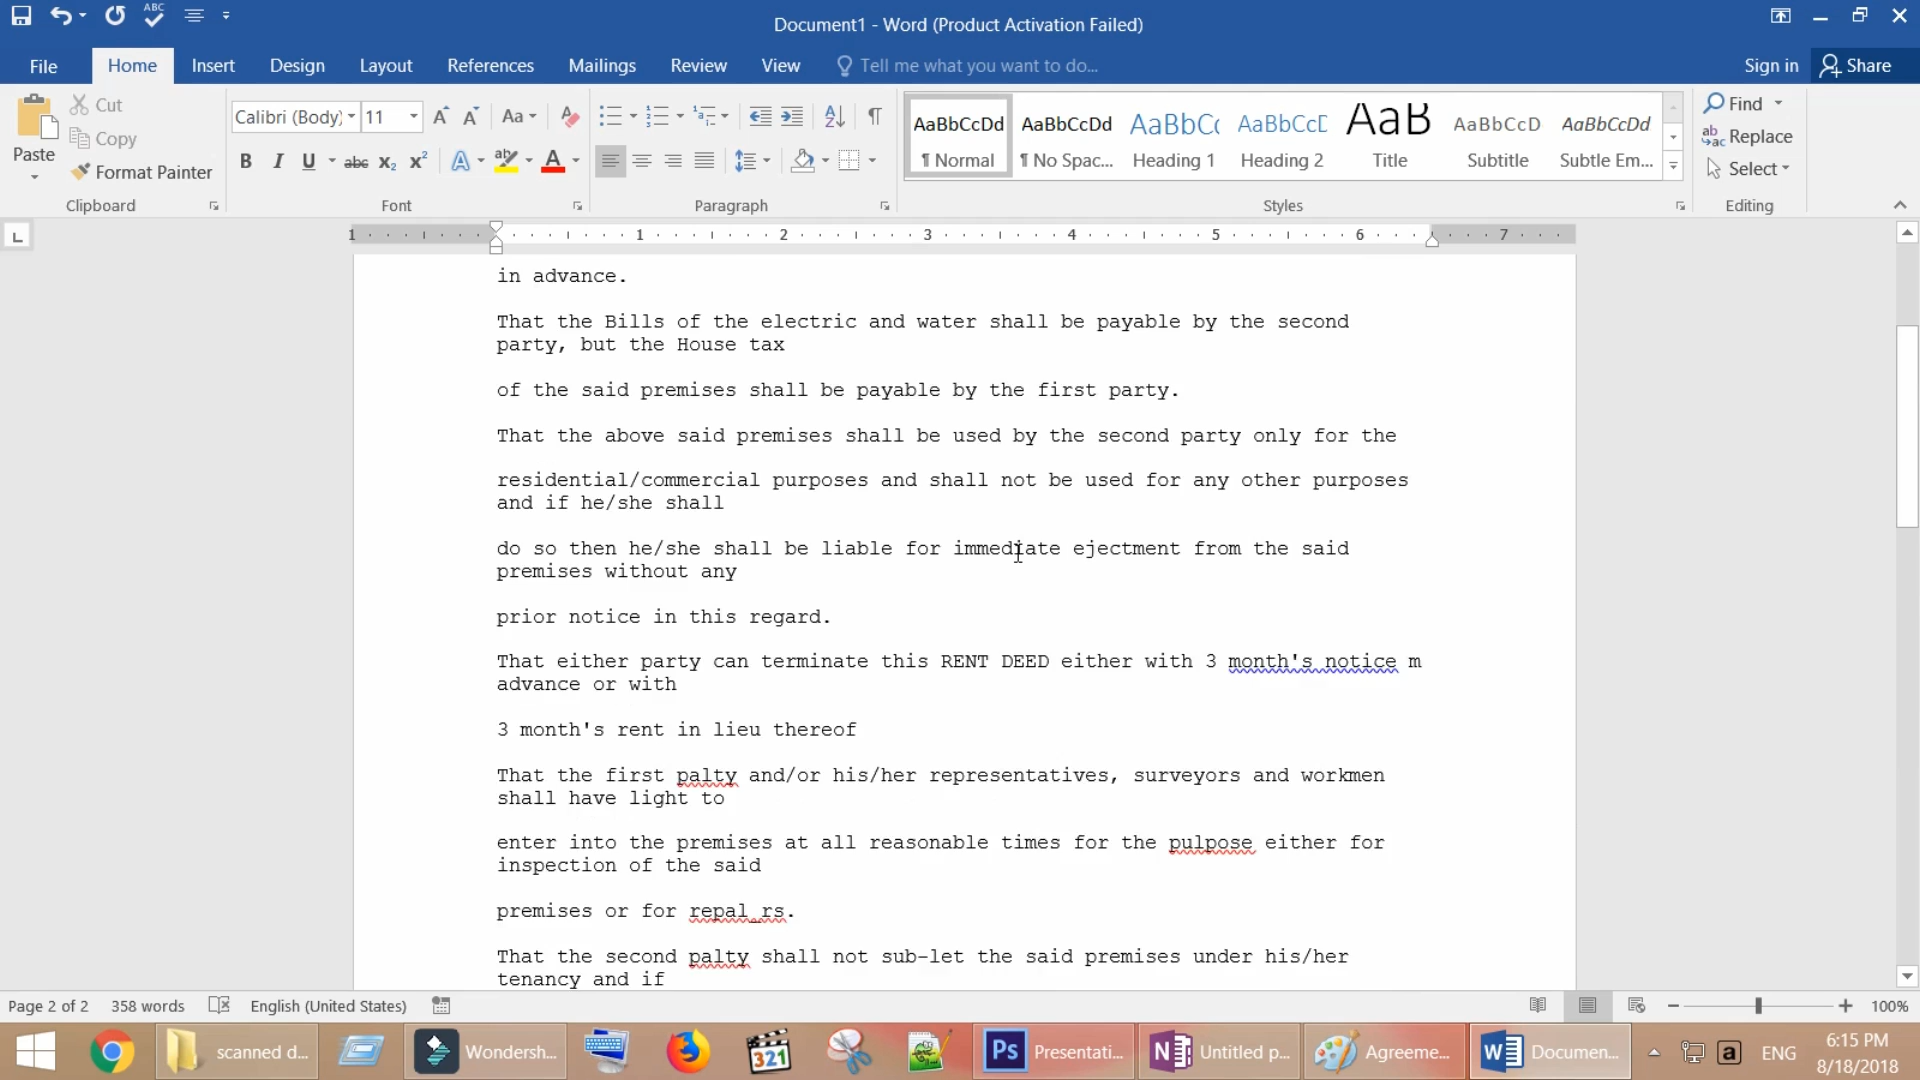 Document1 - Word (Product Activation Failed)
File Home Insert Design Layout References Mailings Review View Tell me what you want to do... Sign in Share
Paste Cut Copy Format Painter
Calibri (Body) 11
AaBbCcDd AaBbCcDd AaBbC AaBbCcD AaB AaBbCcD AaBbCcDd
¶ Normal ¶ No Spac... Heading 1 Heading 2 Title Subtitle Subtle Em...
Find
Replace
Select
Clipboard Font Paragraph Styles Editing
1 1 2 3 4 5 6 7
in advance.
That the Bills of the electric and water shall be payable by the second
party, but the House tax
of the said premises shall be payable by the first party.
That the above said premises shall be used by the second party only for the
residential/commercial purposes and shall not be used for any other purposes
and if he/she shall
do so then he/she shall be liable for immediate ejectment from the said
premises without any
prior notice in this regard.
That either party can terminate this RENT DEED either with 3 month's notice m
advance or with
3 month's rent in lieu thereof
That the first palty and/or his/her representatives, surveyors and workmen
shall have light to
enter into the premises at all reasonable times for the pulpose either for
inspection of the said
premises or for repal_rs.
That the second palty shall not sub-let the said premises under his/her
tenancy and if
Page 2 of 2 358 words English (United States) 100%
scanned d... Wondersh... 321 Ps Presentati... N Untitled p... Agreeme... W Documen... a ENG
6:15 PM
8/18/2018